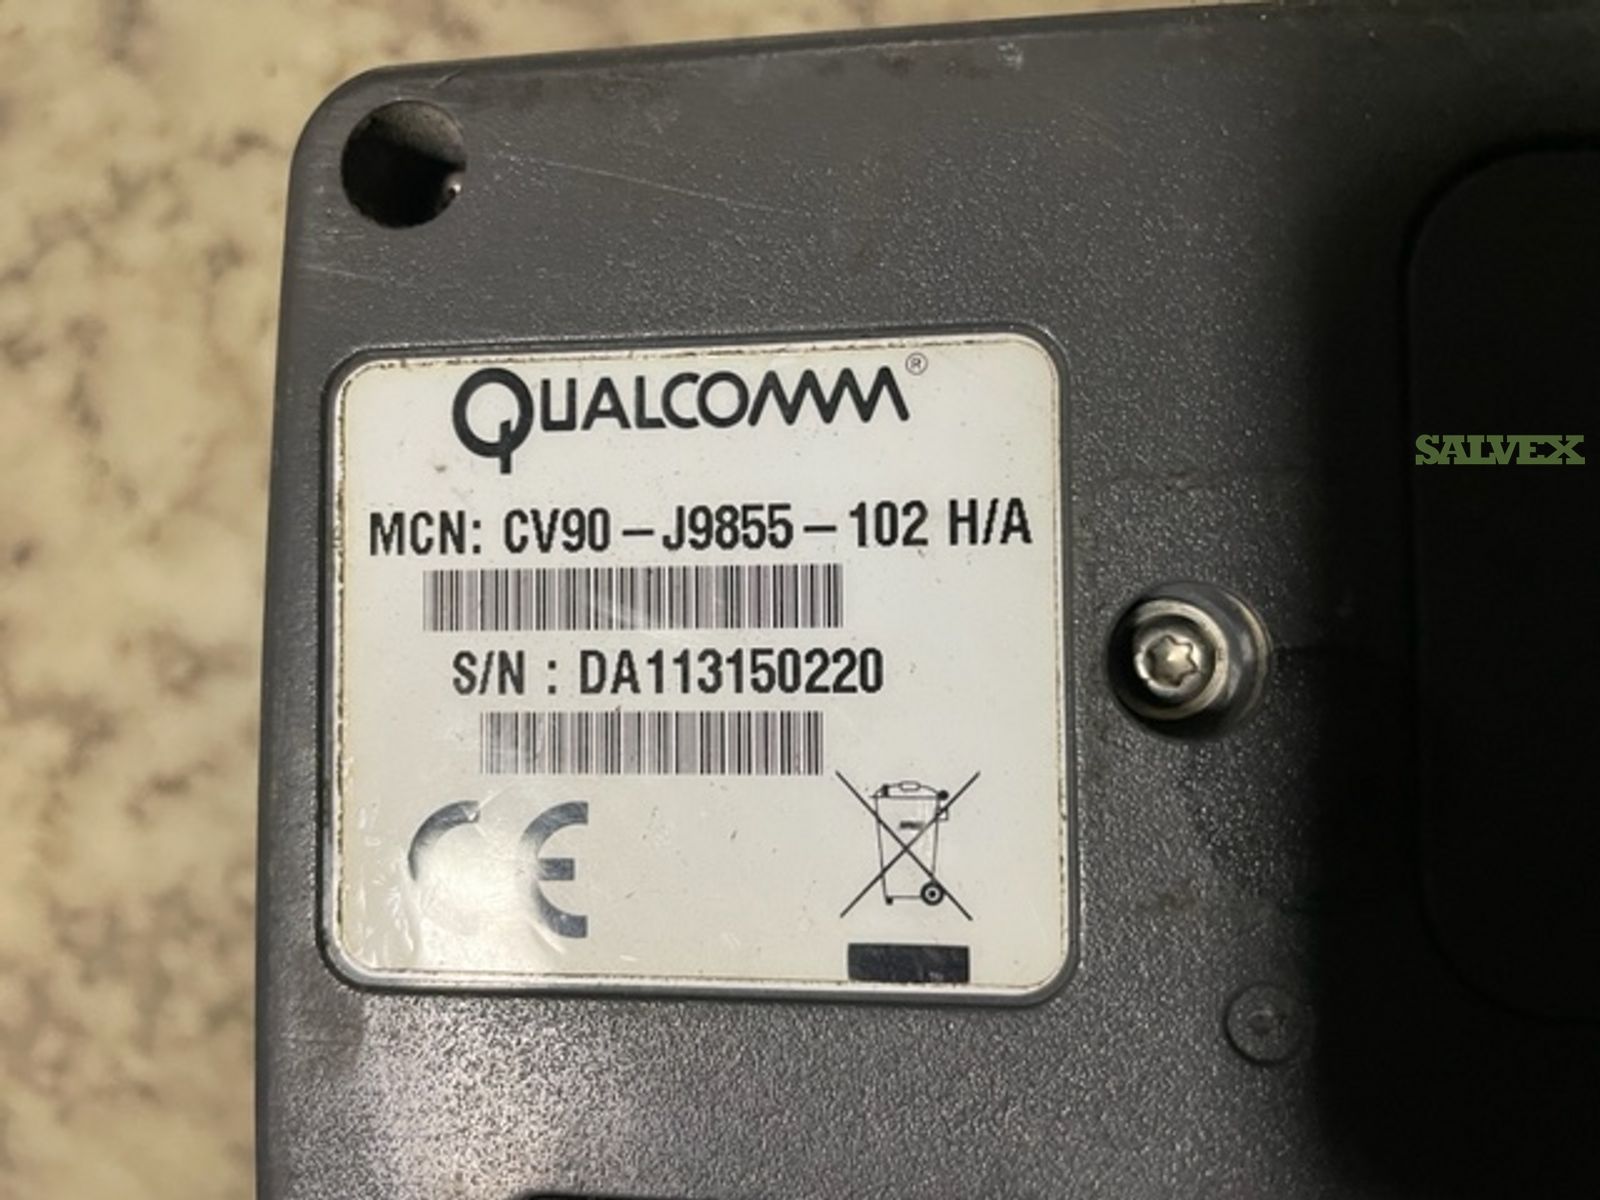 QUALCOMM®
MCN: CV90-J9855-102 H/A
S/N : DA113150220
CE
SALVEX